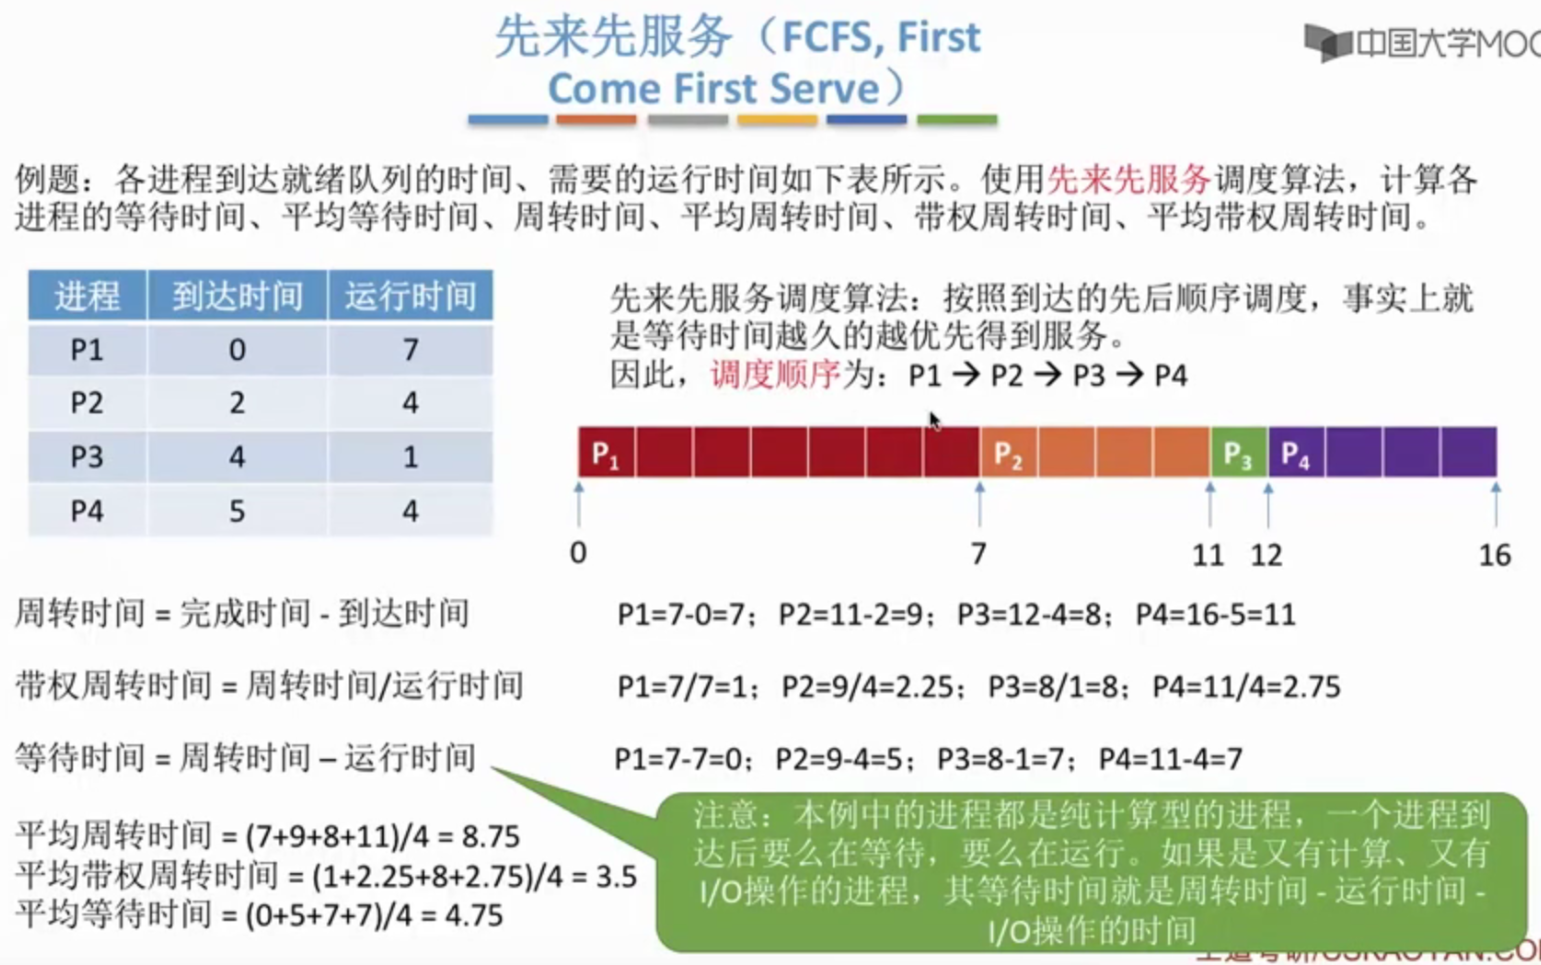 先来先服务（FCFS, First
Come First Serve）
中国大学MOO
例题：各进程到达就绪队列的时间、需要的运行时间如下表所示。使用先来先服务调度算法，计算各
进程的等待时间、平均等待时间、周转时间、平均周转时间、带权周转时间、平均带权周转时间。
进程 到达时间 运行时间
P1 0 7
P2 2 4
P3 4 1
P4 5 4
先来先服务调度算法：按照到达的先后顺序调度，事实上就
是等待时间越久的越优先得到服务。
因此，调度顺序为：P1 → P2 → P3 → P4
P1 P2 P3 P4
0 7 11 12 16
周转时间 = 完成时间 - 到达时间
P1=7-0=7；P2=11-2=9；P3=12-4=8；P4=16-5=11
带权周转时间 = 周转时间/运行时间
P1=7/7=1；P2=9/4=2.25；P3=8/1=8；P4=11/4=2.75
等待时间 = 周转时间 – 运行时间
P1=7-7=0；P2=9-4=5；P3=8-1=7；P4=11-4=7
平均周转时间 = (7+9+8+11)/4 = 8.75
平均带权周转时间 = (1+2.25+8+2.75)/4 = 3.5
平均等待时间 = (0+5+7+7)/4 = 4.75
注意：本例中的进程都是纯计算型的进程，一个进程到
达后要么在等待，要么在运行。如果是又有计算、又有
I/O操作的进程，其等待时间就是周转时间 - 运行时间 -
I/O操作的时间